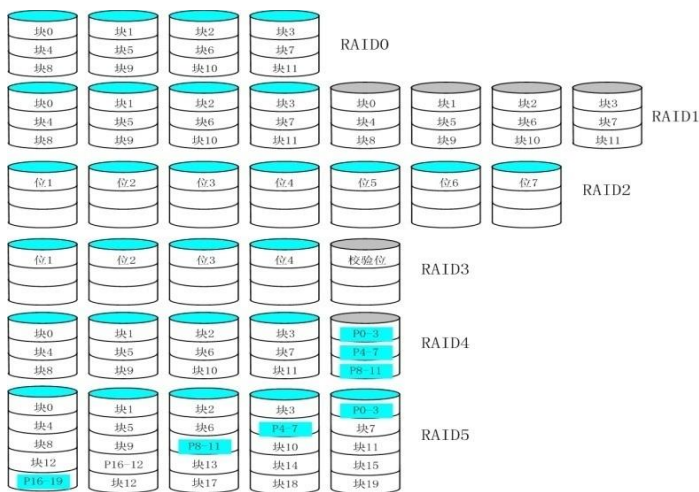 块0 块1 块2 块3
块4 块5 块6 块7 RAID0
块8 块9 块10 块11
块0 块1 块2 块3 块0 块1 块2 块3
块4 块5 块6 块7 块4 块5 块6 块7 RAID1
块8 块9 块10 块11 块8 块9 块10 块11
位1 位2 位3 位4 位5 位6 位7 RAID2
位1 位2 位3 位4 校验位 RAID3
块0 块1 块2 块3 P0-3
块4 块5 块6 块7 P4-7 RAID4
块8 块9 块10 块11 P8-11
块0 块1 块2 块3 P0-3
块4 块5 块6 P4-7 块7 RAID5
块8 块9 P8-11 块10 块11
块12 P16-12 块13 块14 块15
P16-19 块12 块17 块18 块19